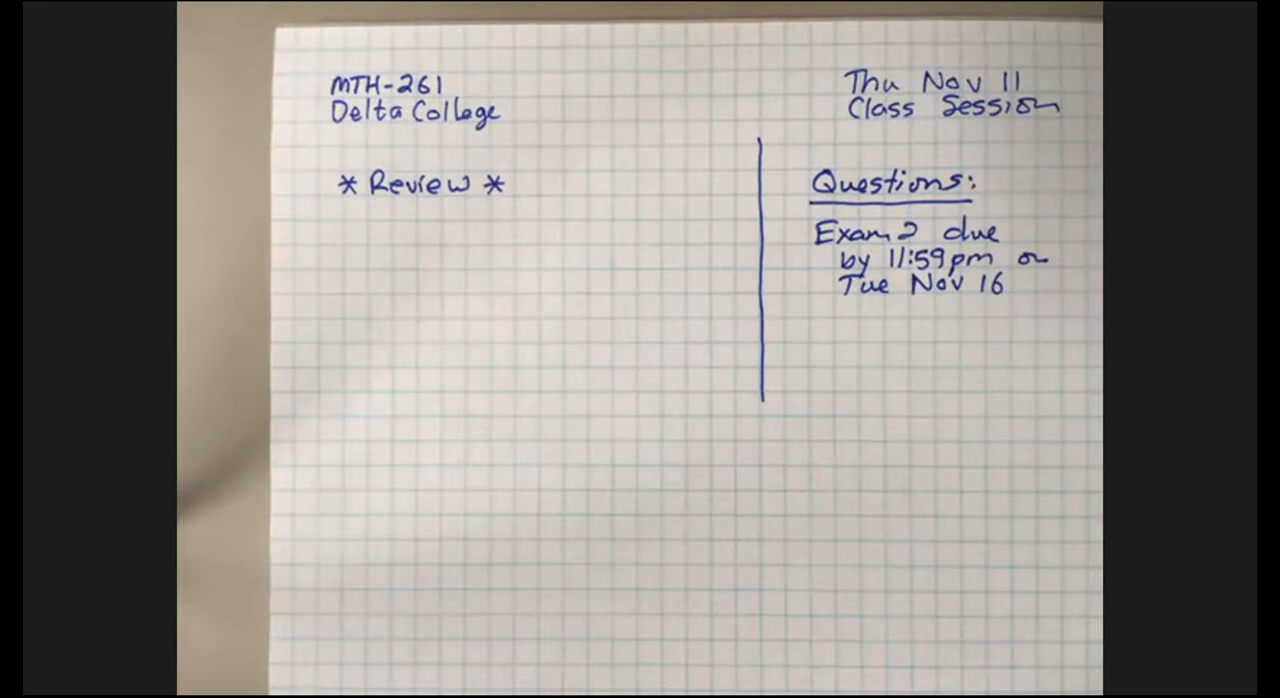 MTH-261
Delta College
Thu Nov 11
Class Session
* Review *
Questions:
Exam 2 due
by 11:59pm on
Tue Nov 16